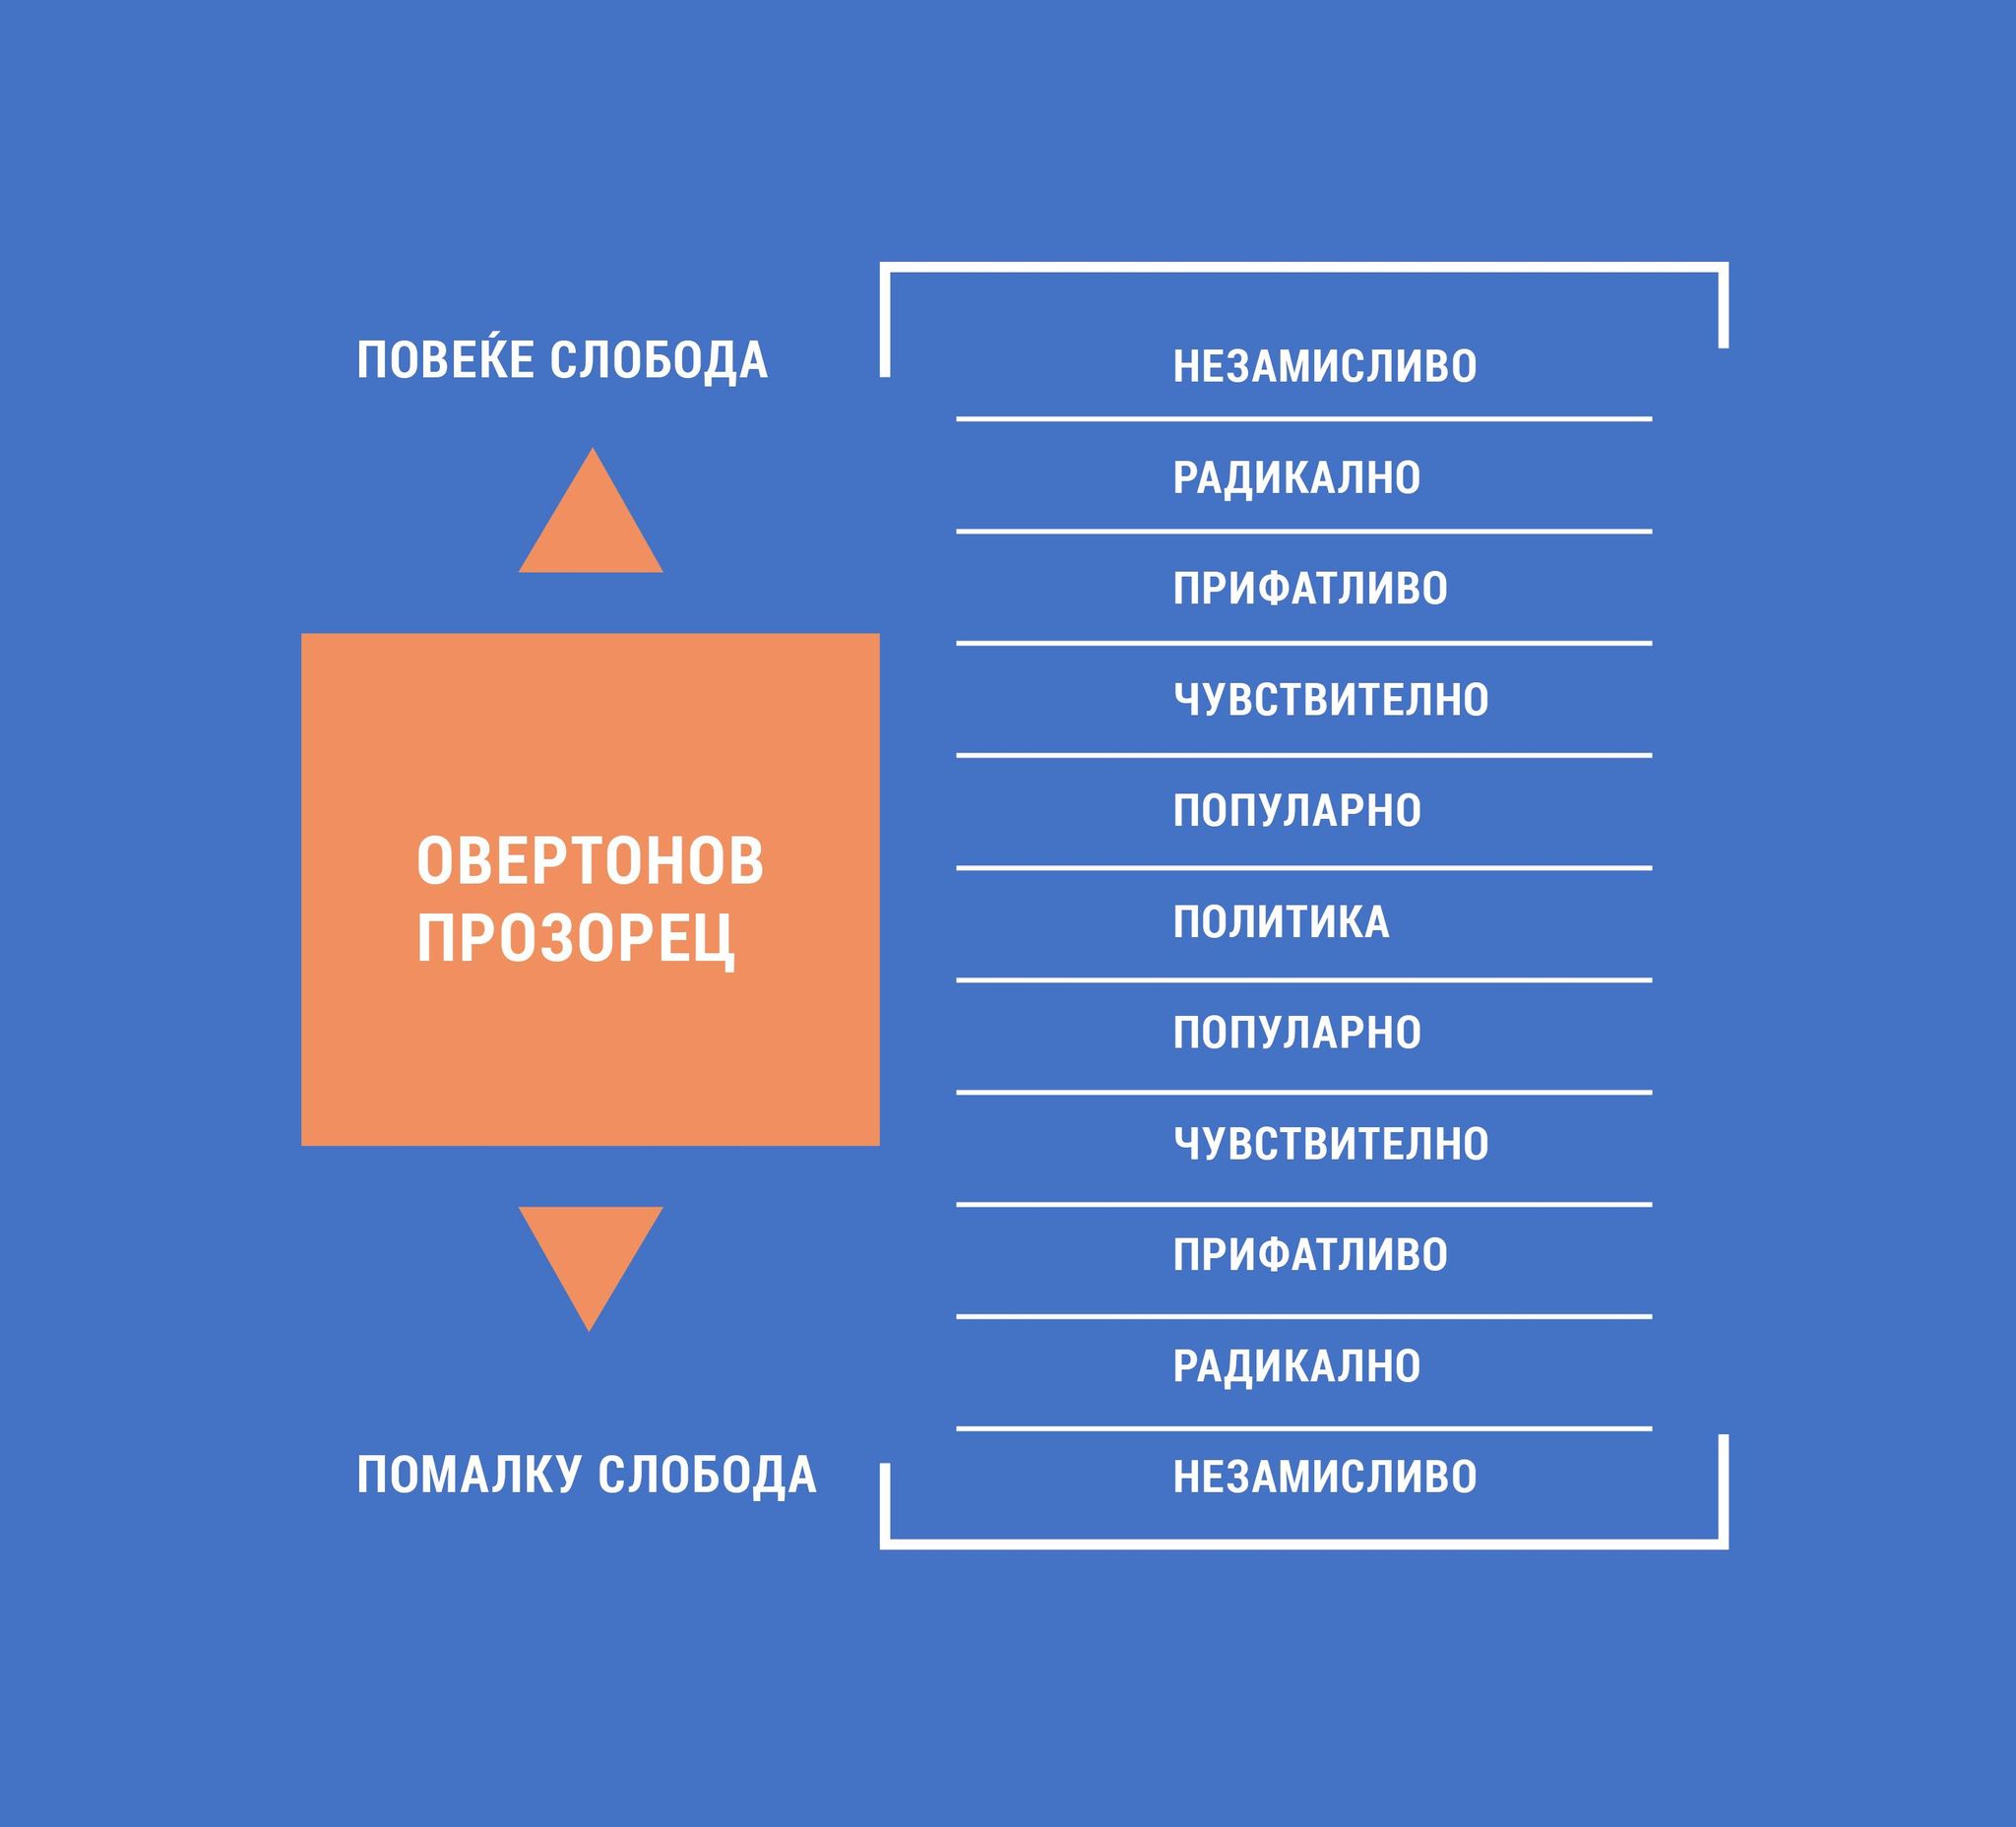 ПОВЕЌЕ СЛОБОДА
ОВЕРТОНОВ
ПРОЗОРЕЦ
ПОМАЛКУ СЛОБОДА
НЕЗАМИСЛИВО
РАДИКАЛНО
ПРИФАТЛИВО
ЧУВСТВИТЕЛНО
ПОПУЛАРНО
ПОЛИТИКА
ПОПУЛАРНО
ЧУВСТВИТЕЛНО
ПРИФАТЛИВО
РАДИКАЛНО
НЕЗАМИСЛИВО